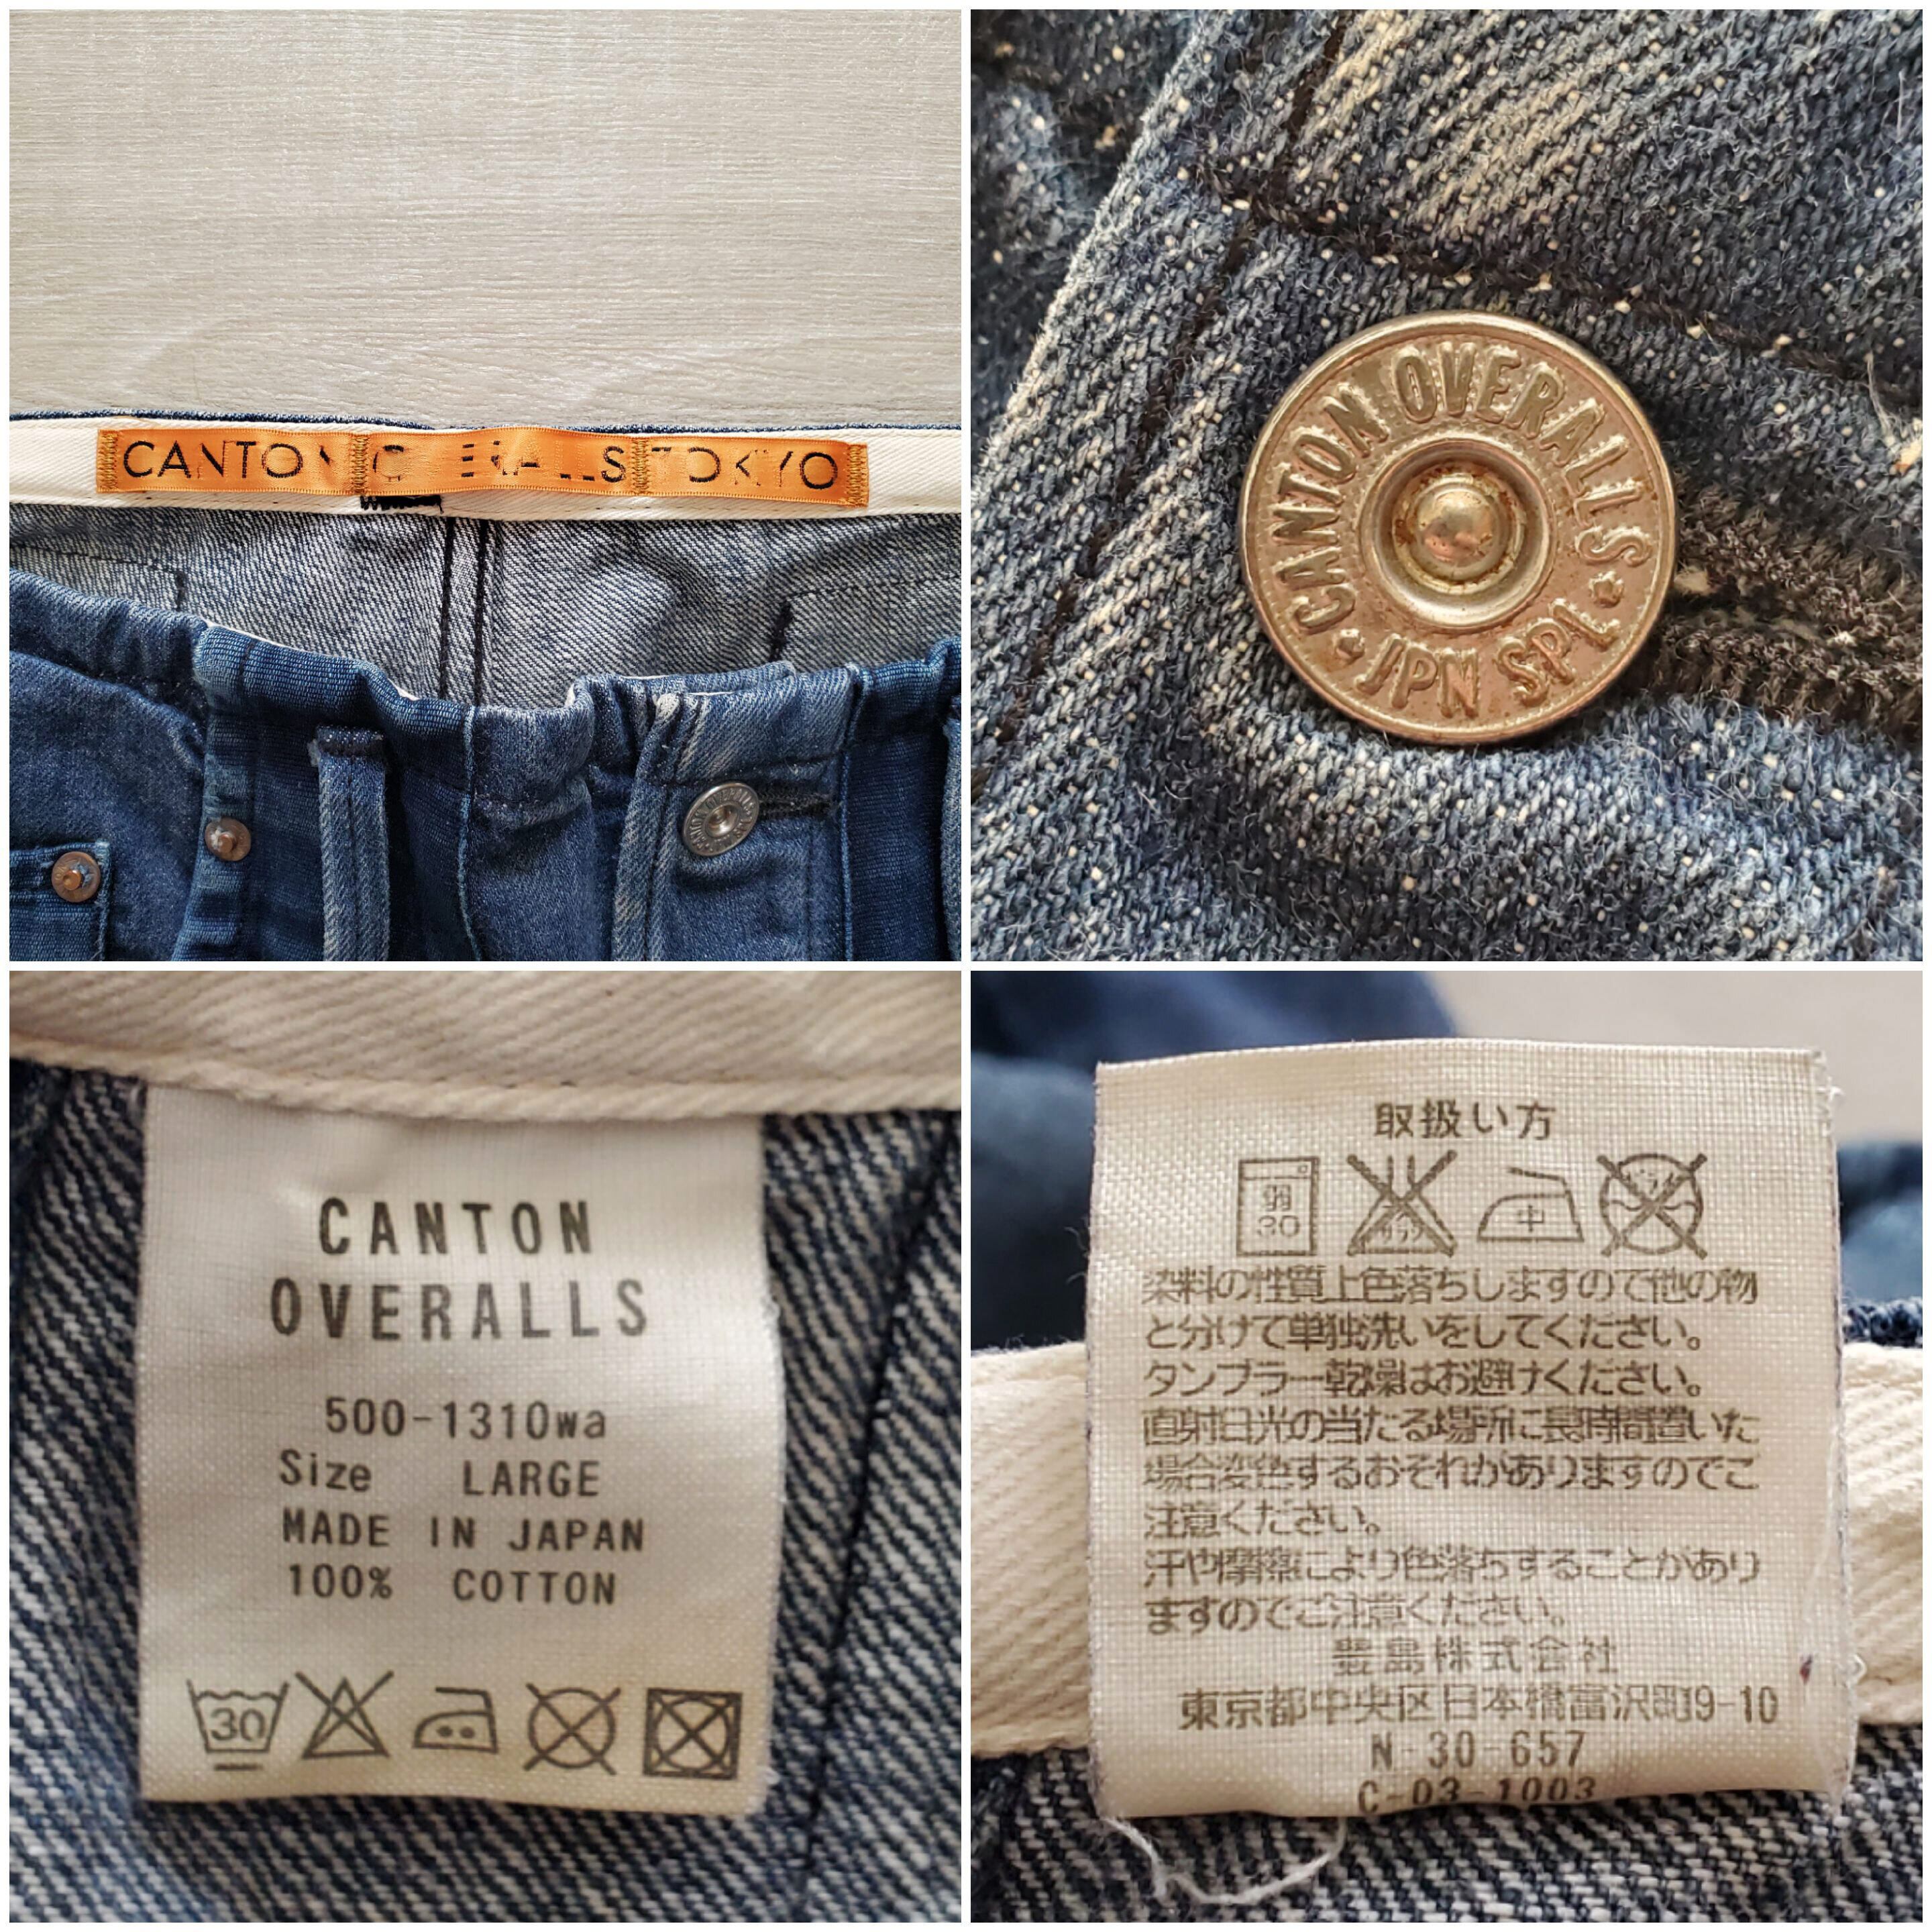 CANTON OVERALLS TOKYO
CANTON OVERALLS
• JPN SPL •
CANTON
OVERALLS
500-1310wa
Size LARGE
MADE IN JAPAN
100% COTTON
30
取扱い方
弱
30
中
染料の性質上色落ちしますので他の物
と分けて単独洗いをしてください。
タンブラー乾燥はお避けください。
直射日光の当たる場所に長時間置いた
場合変色するおそれがありますのでご
注意ください。
汗や摩擦により色落ちすることがあり
ますのでご注意ください。
豊島株式会社
東京都中央区日本橋富沢町9-10
N-30-657
C-03-1003